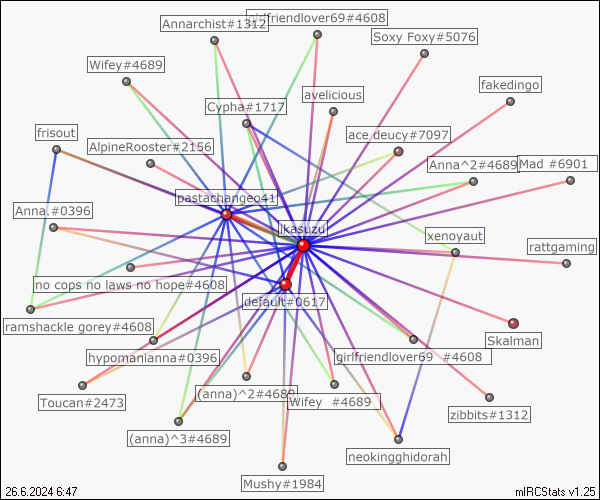 Annarchist#1312
girlfriendlover69#4608
Soxy Foxy#5076
Wifey#4689
fakedingo
avelicious
Cypha#1717
frisout
ace deucy#7097
AlpineRooster#2156
Anna^2#4689
Mad #6901
pastachangeo41
Anna.#0396
ikasuzu
xenoyaut
rattgaming
no cops no laws no hope#4608
default#0617
ramshackle gorey#4608
Skalman
hypomanianna#0396
girlfriendlover69 #4608
(anna)^2#4689
Wifey #4689
Toucan#2473
zibbits#1312
(anna)^3#4689
neokingghidorah
Mushy#1984
26.6.2024 6:47
mIRCStats v1.25